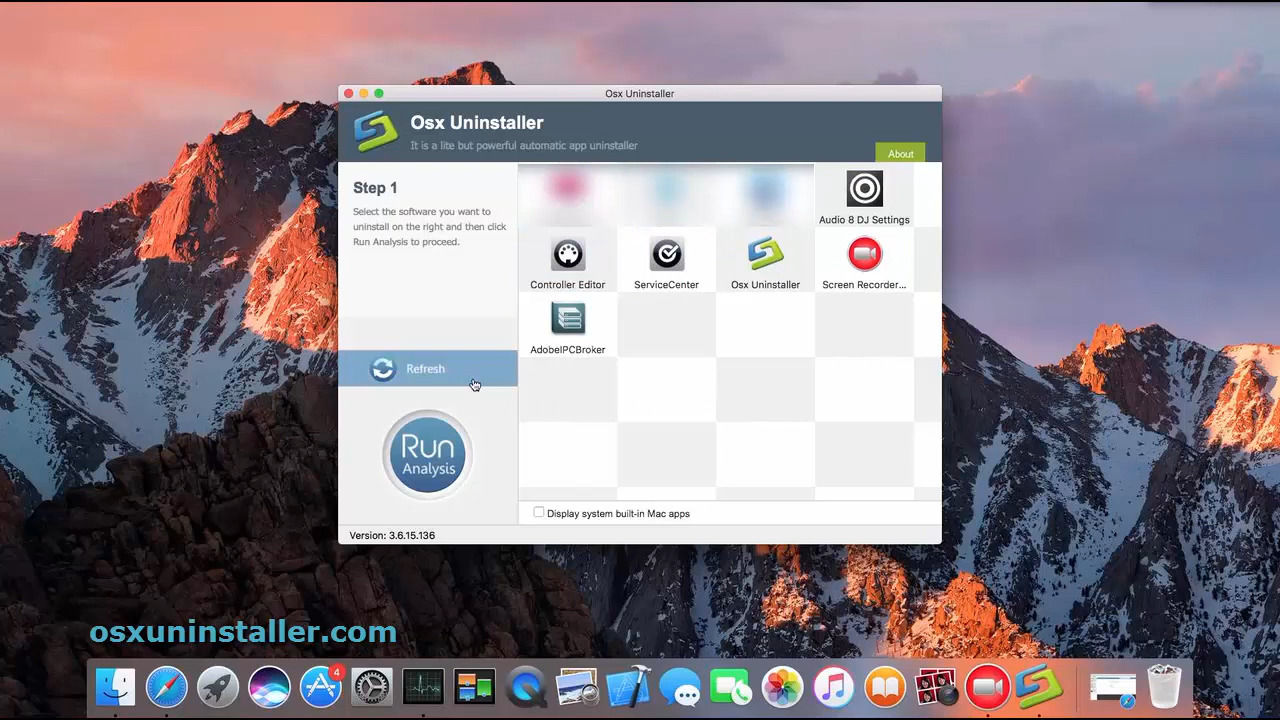 Osx Uninstaller
Osx Uninstaller
It is a lite but powerful automatic app uninstaller
About
Step 1
Select the software you want to
uninstall on the right and then click
Run Analysis to proceed.
Audio 8 DJ Settings
Controller Editor
ServiceCenter
Osx Uninstaller
Screen Recorder...
AdobeIPCBroker
Refresh
Run
Analysis
Display system built-in Mac apps
Version: 3.6.15.136
osxuninstaller.com
4